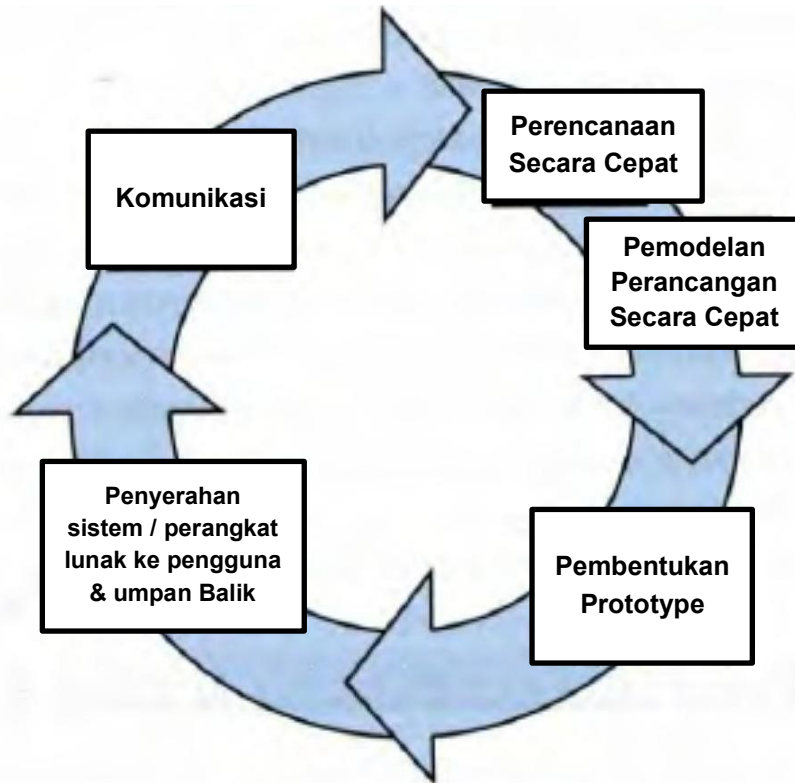 Komunikasi
Perencanaan
Secara Cepat
Pemodelan
Perancangan
Secara Cepat
Pembentukan
Prototype
Penyerahan
sistem / perangkat
lunak ke pengguna
& umpan Balik